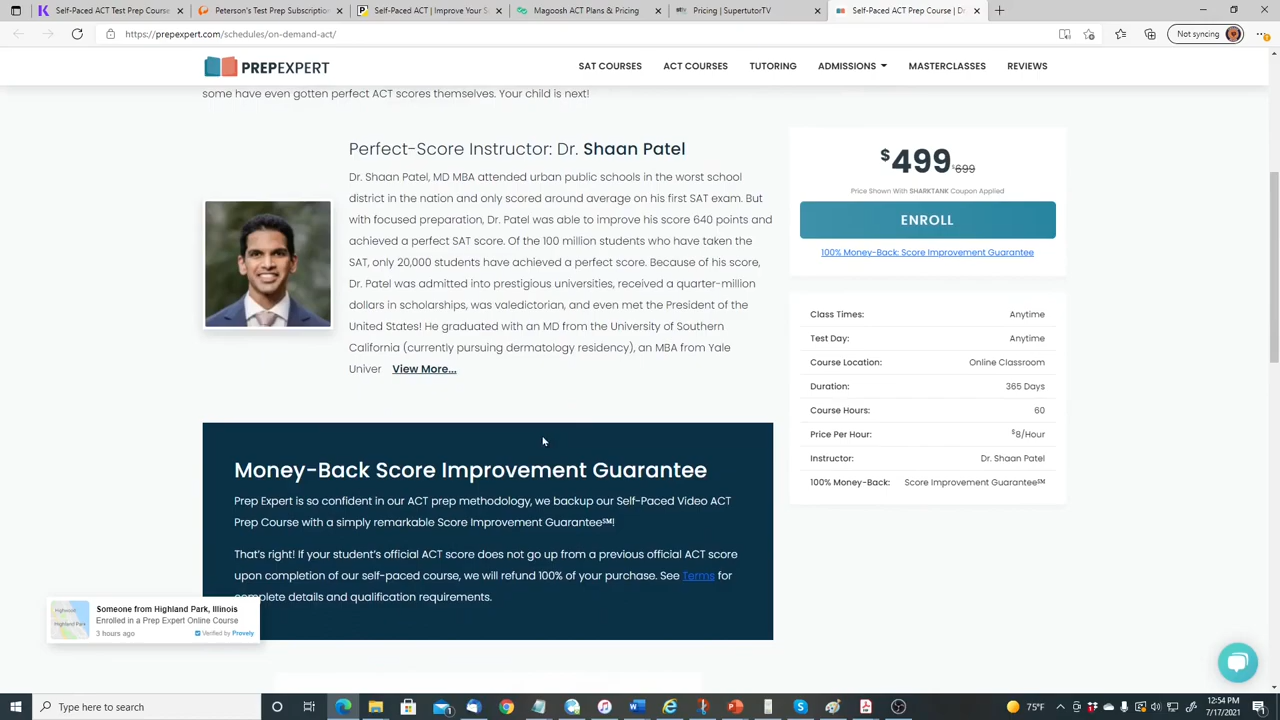 Self-Paced ACT Test Prep Course
Peterson's Subscriptions
Magoosh ACT Plans & Pricing
Pricing | SupertutorTV
Self-Paced ACT Course | Prep E
https://prepexpert.com/schedules/on-demand-act/
Not syncing
PREPEXPERT
SAT COURSES
ACT COURSES
TUTORING
ADMISSIONS
MASTERCLASSES
REVIEWS
some have even gotten perfect ACT scores themselves. Your child is next!
Perfect-Score Instructor: Dr. Shaan Patel
Dr. Shaan Patel, MD MBA attended urban public schools in the worst school
district in the nation and only scored around average on his first SAT exam. But
with focused preparation, Dr. Patel was able to improve his score 640 points and
achieved a perfect SAT score. Of the 100 million students who have taken the
SAT, only 20,000 students have achieved a perfect score. Because of his score,
Dr. Patel was admitted into prestigious universities, received a quarter-million
dollars in scholarships, was valedictorian, and even met the President of the
United States! He graduated with an MD from the University of Southern
California (currently pursuing dermatology residency), an MBA from Yale
Univer View More...
$499 $699
Price Shown With SHARKTANK Coupon Applied
ENROLL
100% Money-Back: Score Improvement Guarantee
Class Times: Anytime
Test Day: Anytime
Course Location: Online Classroom
Duration: 365 Days
Course Hours: 60
Price Per Hour: $8/Hour
Instructor: Dr. Shaan Patel
100% Money-Back: Score Improvement Guarantee℠
Money-Back Score Improvement Guarantee
Prep Expert is so confident in our ACT prep methodology, we backup our Self-Paced Video ACT
Prep Course with a simply remarkable Score Improvement Guarantee℠!
That's right! If your student's official ACT score does not go up from a previous official ACT score
upon completion of our self-paced course, we will refund 100% of your purchase. See Terms for
complete details and qualification requirements.
Highwood
Highland Park
Someone from Highland Park, Illinois
Enrolled in a Prep Expert Online Course
3 hours ago
Verified by Provely
Type here to search
75°F
12:54 PM
7/17/2021